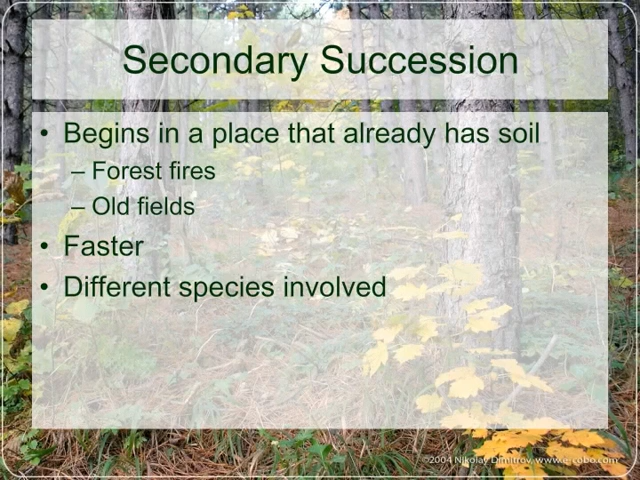 Secondary Succession
• Begins in a place that already has soil
– Forest fires
– Old fields
• Faster
• Different species involved
©2004 Nikolay Dimitrov www.e-cobo.com